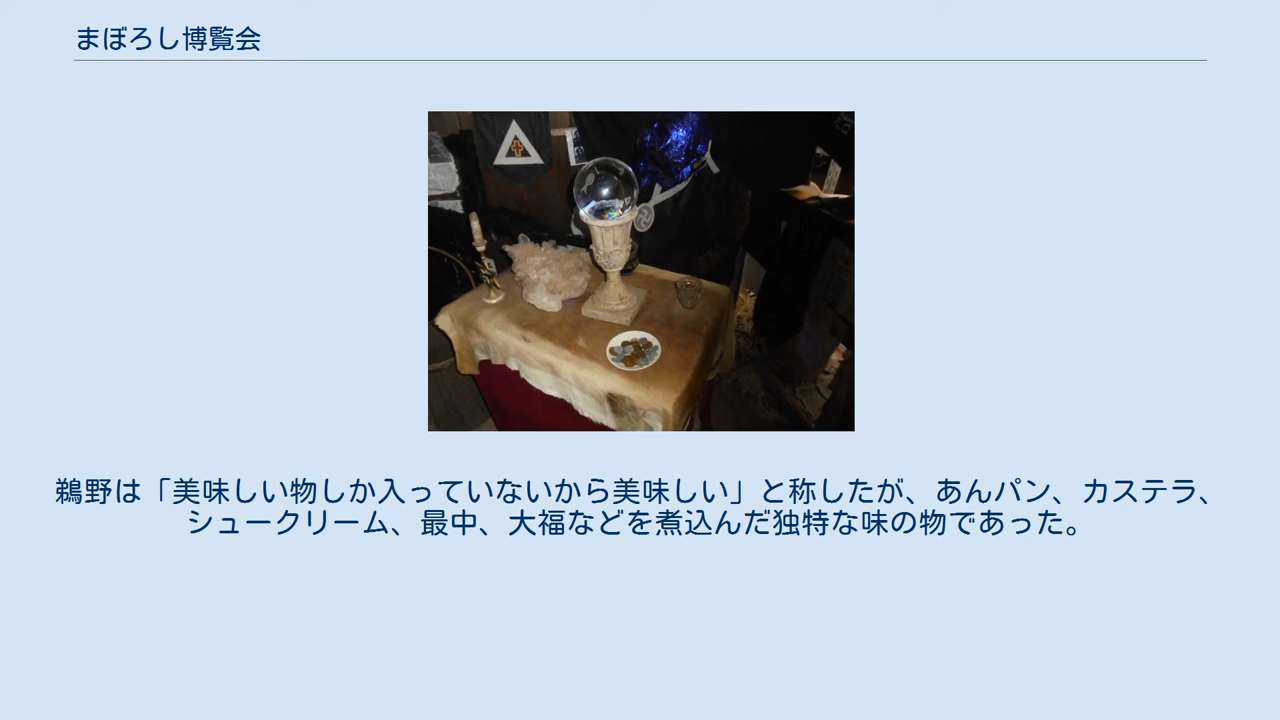 まぼろし博覧会
鵜野は「美味しい物しか入っていないから美味しい」と称したが、あんパン、カステラ、
シュークリーム、最中、大福などを煮込んだ独特な味の物であった。